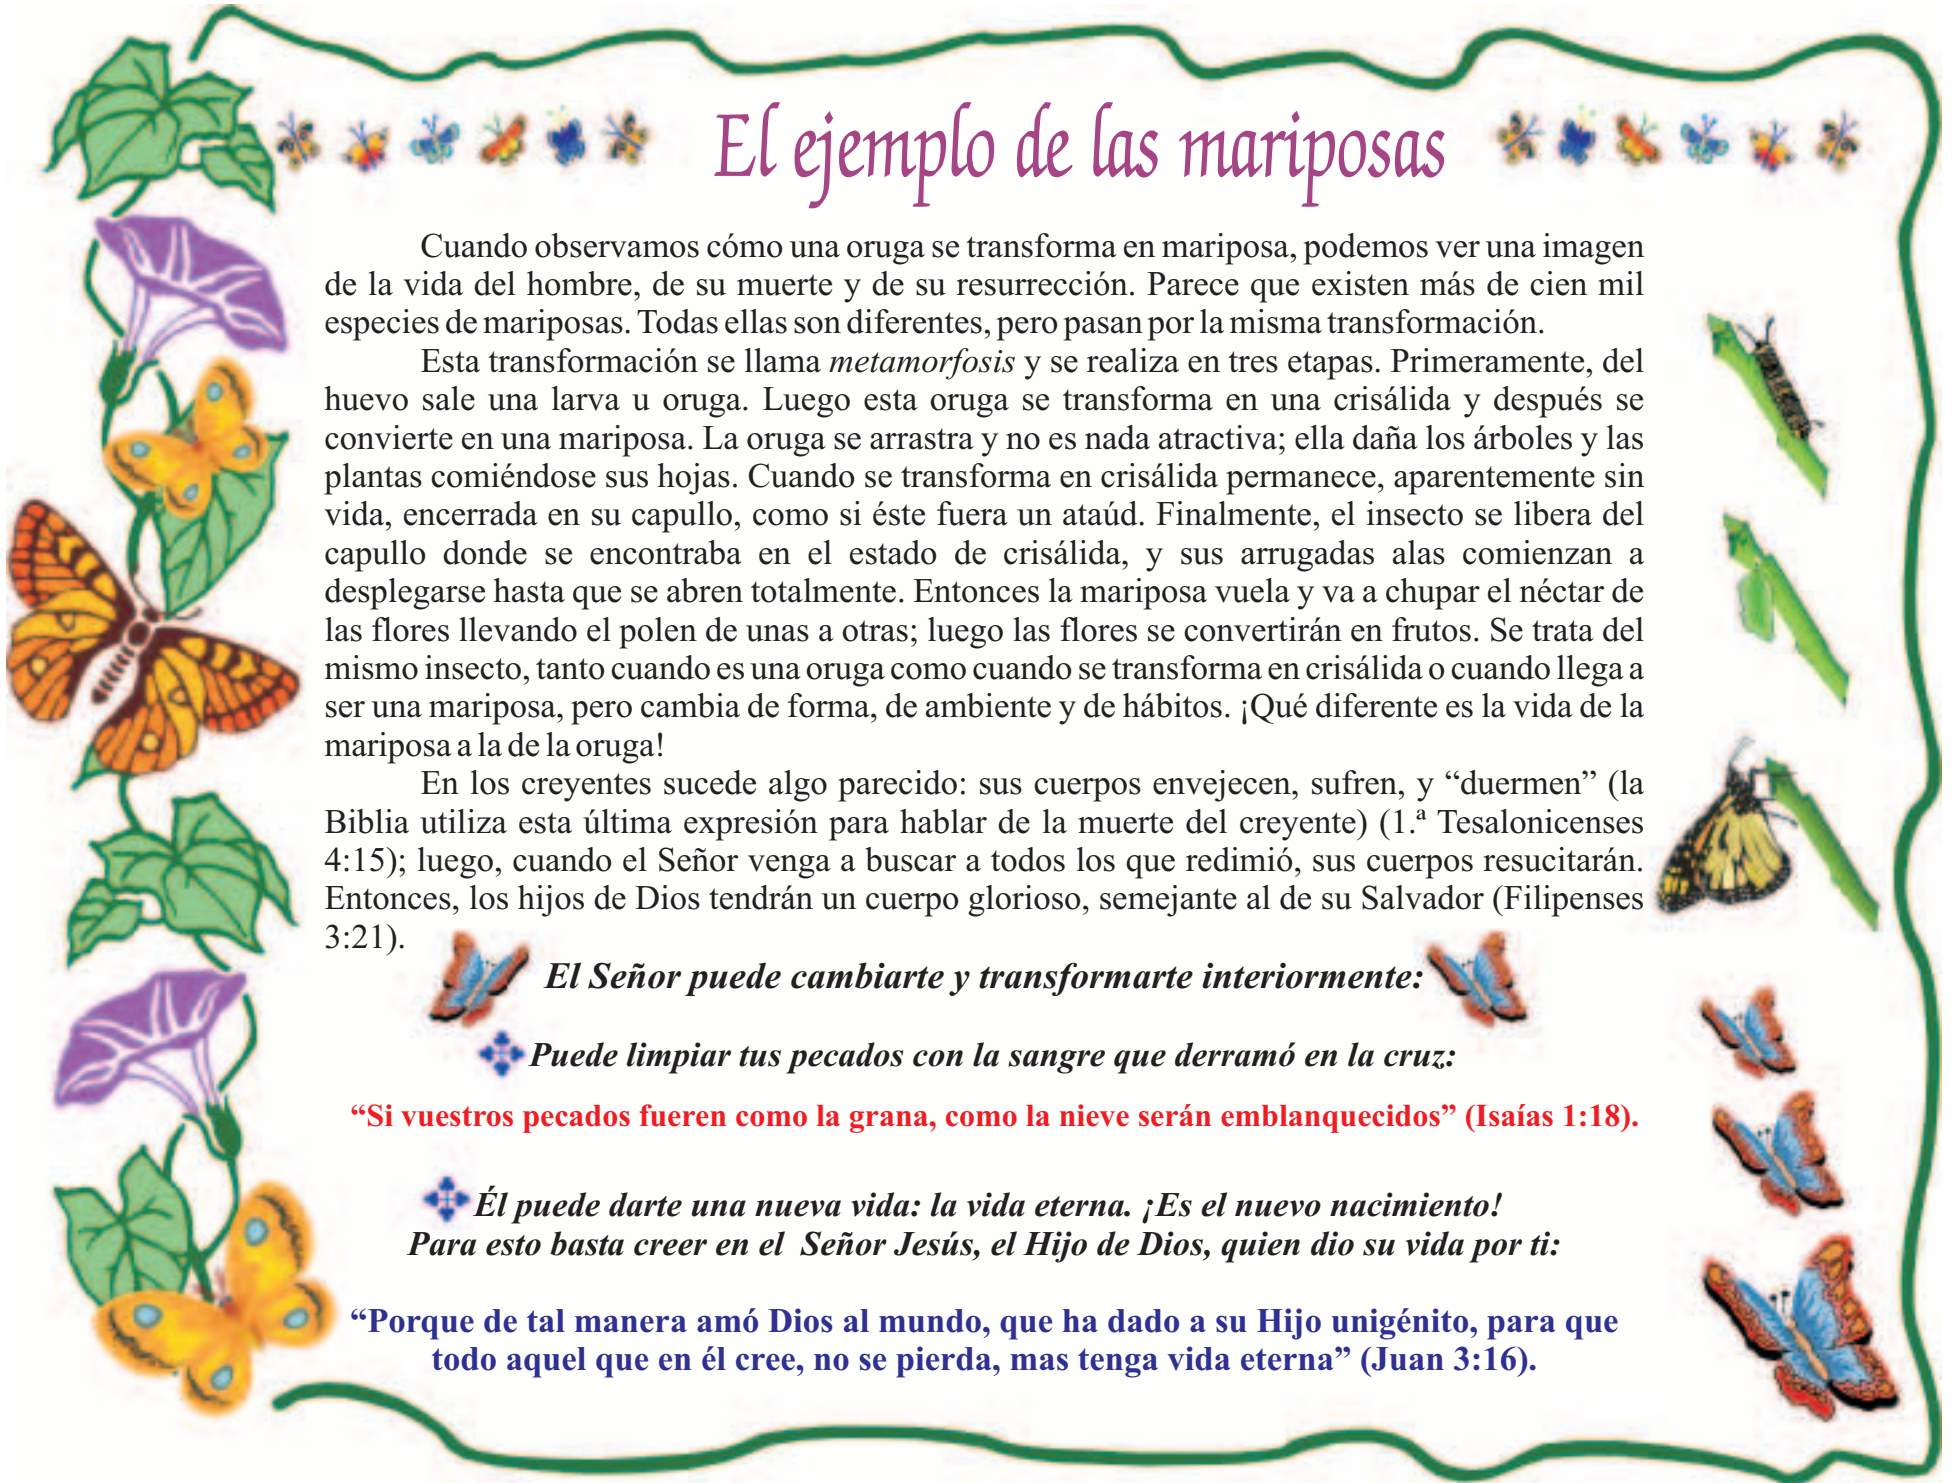 El ejemplo de las mariposas
Cuando observamos cómo una oruga se transforma en mariposa, podemos ver una imagen
de la vida del hombre, de su muerte y de su resurrección. Parece que existen más de cien mil
especies de mariposas. Todas ellas son diferentes, pero pasan por la misma transformación.
Esta transformación se llama metamorfosis y se realiza en tres etapas. Primeramente, del
huevo sale una larva u oruga. Luego esta oruga se transforma en una crisálida y después se
convierte en una mariposa. La oruga se arrastra y no es nada atractiva; ella daña los árboles y las
plantas comiéndose sus hojas. Cuando se transforma en crisálida permanece, aparentemente sin
vida, encerrada en su capullo, como si éste fuera un ataúd. Finalmente, el insecto se libera del
capullo donde se encontraba en el estado de crisálida, y sus arrugadas alas comienzan a
desplegarse hasta que se abren totalmente. Entonces la mariposa vuela y va a chupar el néctar de
las flores llevando el polen de unas a otras; luego las flores se convertirán en frutos. Se trata del
mismo insecto, tanto cuando es una oruga como cuando se transforma en crisálida o cuando llega a
ser una mariposa, pero cambia de forma, de ambiente y de hábitos. ¡Qué diferente es la vida de la
mariposa a la de la oruga!
En los creyentes sucede algo parecido: sus cuerpos envejecen, sufren, y “duermen” (la
Biblia utiliza esta última expresión para hablar de la muerte del creyente) (1.ª Tesalonicenses
4:15); luego, cuando el Señor venga a buscar a todos los que redimió, sus cuerpos resucitarán.
Entonces, los hijos de Dios tendrán un cuerpo glorioso, semejante al de su Salvador (Filipenses
3:21).
El Señor puede cambiarte y transformarte interiormente:
Puede limpiar tus pecados con la sangre que derramó en la cruz:
“Si vuestros pecados fueren como la grana, como la nieve serán emblanquecidos” (Isaías 1:18).
Él puede darte una nueva vida: la vida eterna. ¡Es el nuevo nacimiento!
Para esto basta creer en el Señor Jesús, el Hijo de Dios, quien dio su vida por ti:
“Porque de tal manera amó Dios al mundo, que ha dado a su Hijo unigénito, para que
todo aquel que en él cree, no se pierda, mas tenga vida eterna” (Juan 3:16).